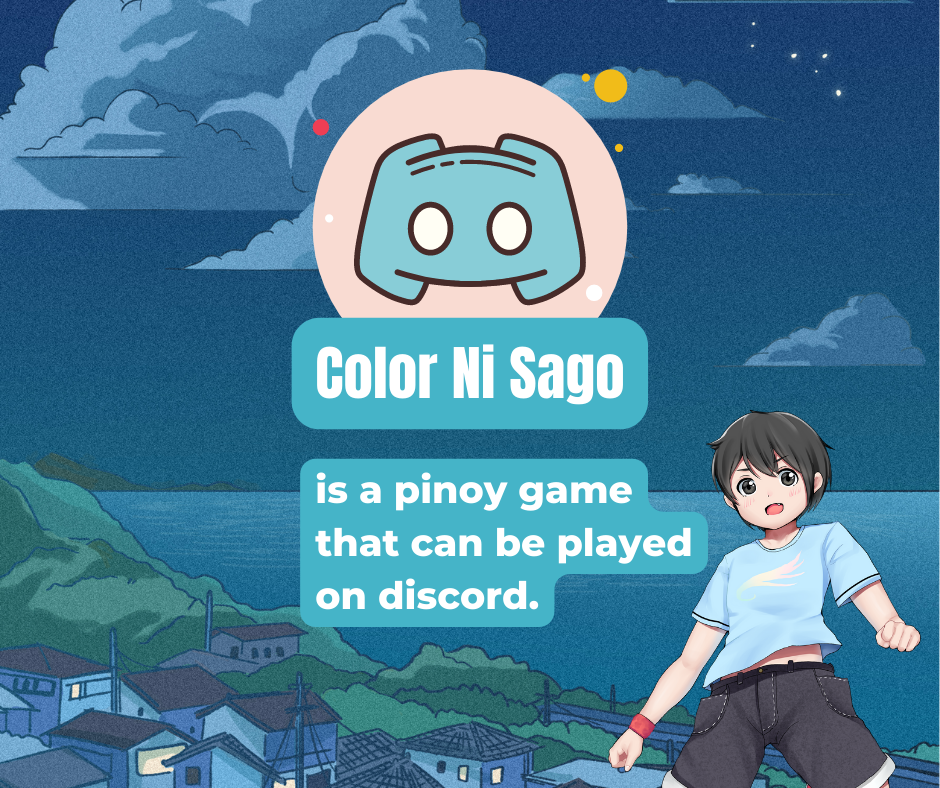 Color Ni Sago
is a pinoy game
that can be played
on discord.